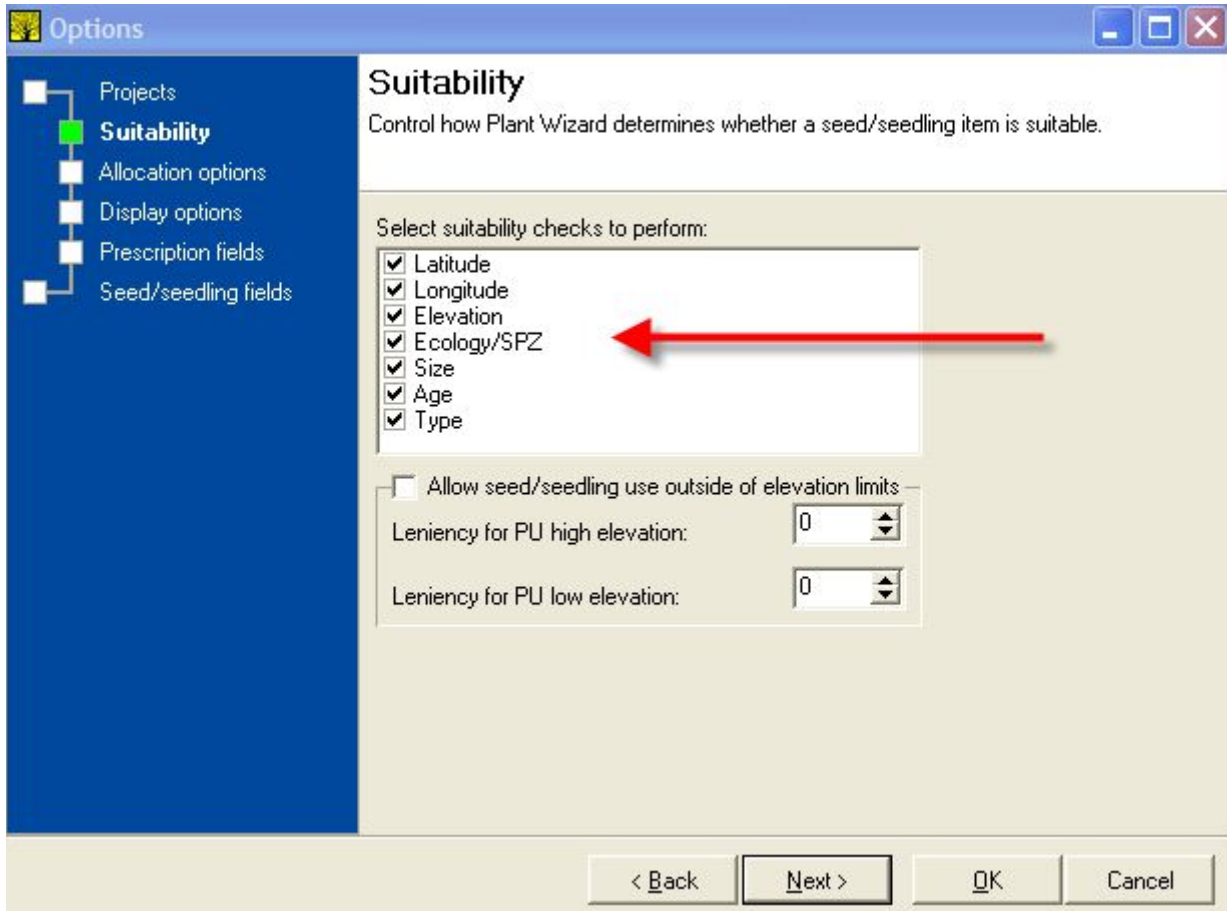 Options
Projects
Suitability
Allocation options
Display options
Prescription fields
Seed/seedling fields
Suitability
Control how Plant Wizard determines whether a seed/seedling item is suitable.
Select suitability checks to perform:
Latitude
Longitude
Elevation
Ecology/SPZ
Size
Age
Type
Allow seed/seedling use outside of elevation limits
Leniency for PU high elevation: 0
Leniency for PU low elevation: 0
< Back Next > OK Cancel